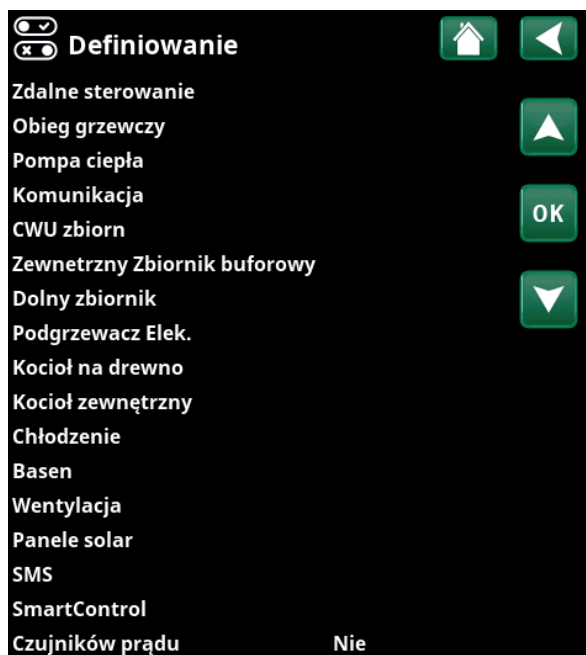 Definiowanie
Zdalne sterowanie
Obieg grzewczy
Pompa ciepła
Komunikacja
OK
CWU zbiorn
Zewnetrzny Zbiornik buforowy
Dolny zbiornik
Podgrzewacz Elek.
Kocioł na drewno
Kocioł zewnętrzny
Chłodzenie
Basen
Wentylacja
Panele solar
SMS
SmartControl
Czujników prądu Nie